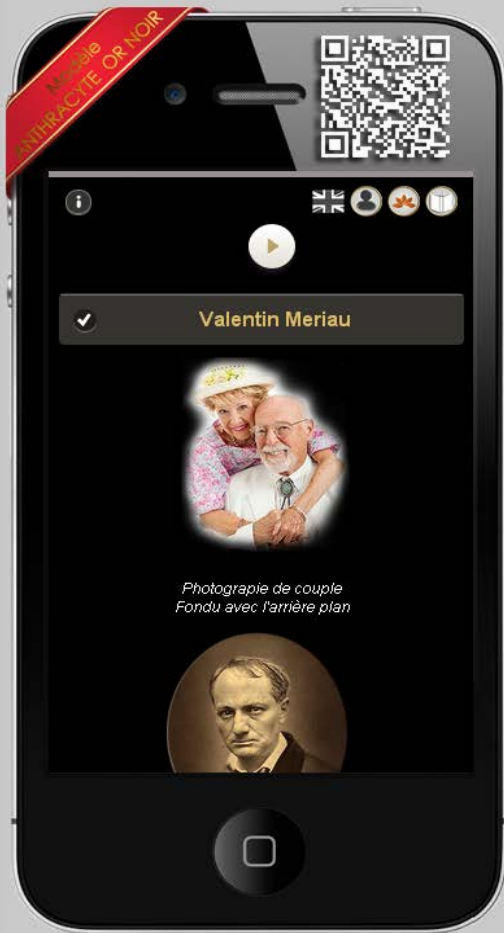 Modèle
ANTHRACYTE OR NOIR
i
Valentin Meriau
Photograpie de couple
Fondu avec l'arrière plan